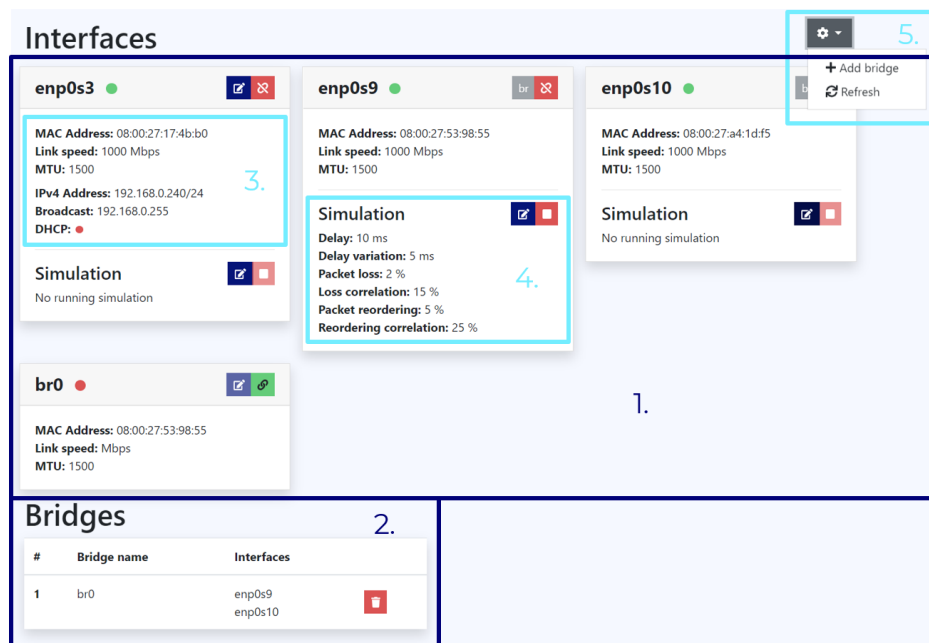 Interfaces
5.
Add bridge
Refresh
enp0s3
MAC Address: 08:00:27:17:4b:b0
Link speed: 1000 Mbps
MTU: 1500
3.
IPv4 Address: 192.168.0.240/24
Broadcast: 192.168.0.255
DHCP:
Simulation
No running simulation
enp0s9
br
MAC Address: 08:00:27:53:98:55
Link speed: 1000 Mbps
MTU: 1500
Simulation
Delay: 10 ms
Delay variation: 5 ms
Packet loss: 2 %
4.
Loss correlation: 15 %
Packet reordering: 5 %
Reordering correlation: 25 %
enp0s10
b
MAC Address: 08:00:27:a4:1d:f5
Link speed: 1000 Mbps
MTU: 1500
Simulation
No running simulation
br0
MAC Address: 08:00:27:53:98:55
Link speed: Mbps
MTU: 1500
1.
Bridges
2.
# Bridge name Interfaces
1 br0 enp0s9
enp0s10